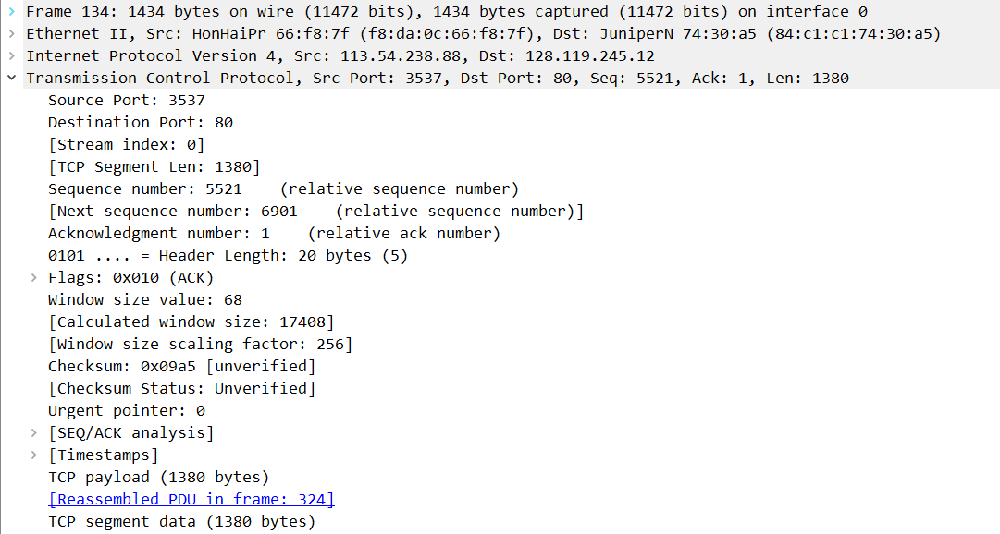 Frame 134: 1434 bytes on wire (11472 bits), 1434 bytes captured (11472 bits) on interface 0
Ethernet II, Src: HonHaiPr_66:f8:7f (f8:da:0c:66:f8:7f), Dst: JuniperN_74:30:a5 (84:c1:c1:74:30:a5)
Internet Protocol Version 4, Src: 113.54.238.88, Dst: 128.119.245.12
Transmission Control Protocol, Src Port: 3537, Dst Port: 80, Seq: 5521, Ack: 1, Len: 1380
Source Port: 3537
Destination Port: 80
[Stream index: 0]
[TCP Segment Len: 1380]
Sequence number: 5521    (relative sequence number)
[Next sequence number: 6901    (relative sequence number)]
Acknowledgment number: 1    (relative ack number)
0101 .... = Header Length: 20 bytes (5)
Flags: 0x010 (ACK)
Window size value: 68
[Calculated window size: 17408]
[Window size scaling factor: 256]
Checksum: 0x09a5 [unverified]
[Checksum Status: Unverified]
Urgent pointer: 0
[SEQ/ACK analysis]
[Timestamps]
TCP payload (1380 bytes)
[Reassembled PDU in frame: 324]
TCP segment data (1380 bytes)